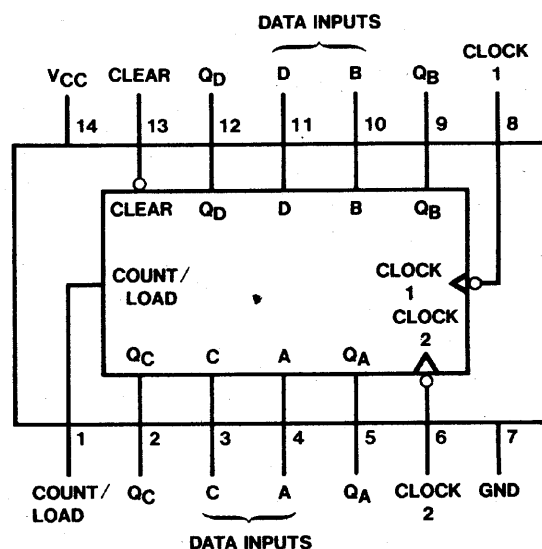 DATA INPUTS
VCC CLEAR QD D B QB CLOCK 1
14 13 12 11 10 9 8
CLEAR QD D B QB
COUNT/ LOAD
CLOCK 1
CLOCK 2
QC C A QA
1 2 3 4 5 6 7
COUNT/ LOAD QC C A QA CLOCK 2 GND
DATA INPUTS